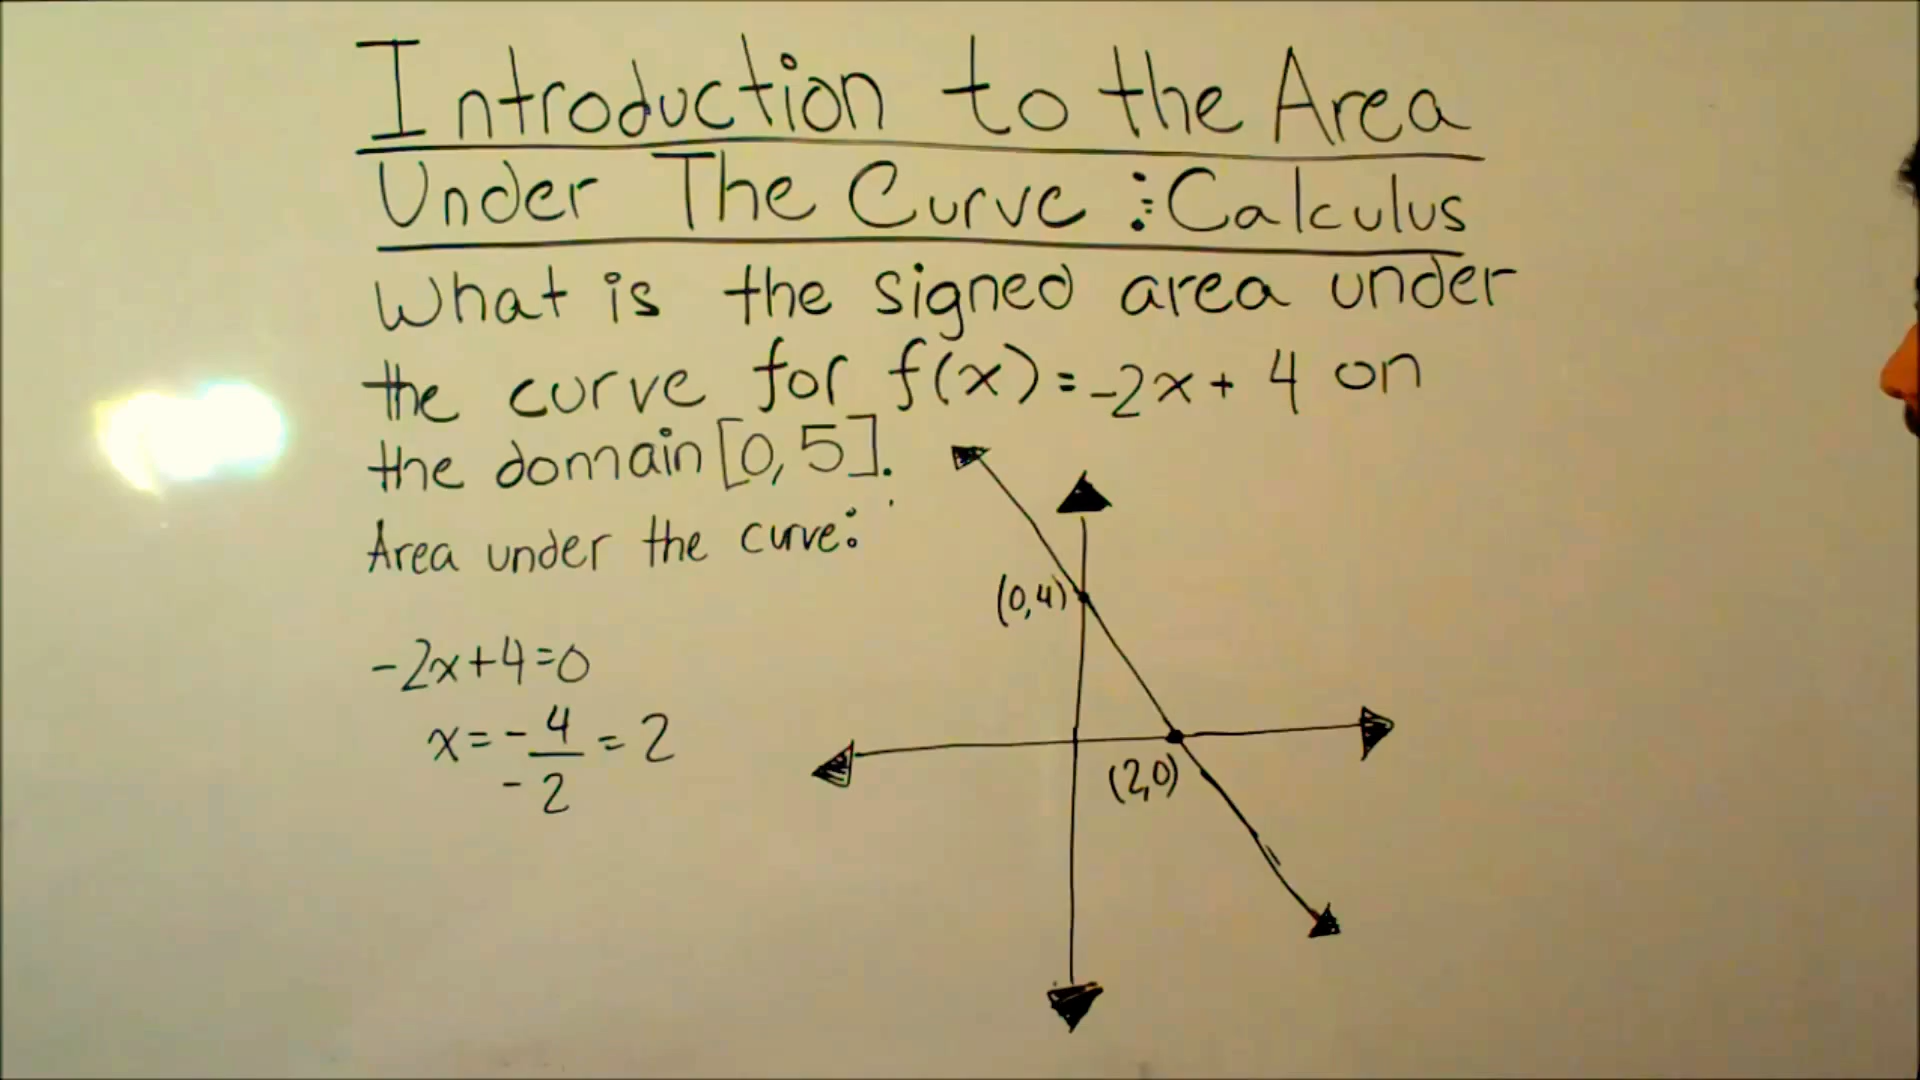 Introduction to the Area
Under The Curve : Calculus
What is the signed area under
the curve for f(x) = -2x + 4 on
the domain [0, 5].
Area under the curve:
(0,4)
-2x+4=0
x = -4/-2 = 2
(2,0)